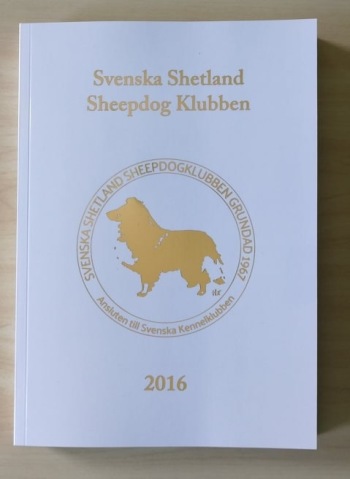 Svenska Shetland
Sheepdog Klubben
SVENSKA SHETLAND SHEEPDOGKLUBBEN GRUNDAD 1967
Ansluten till Svenska Kennelklubben
2016